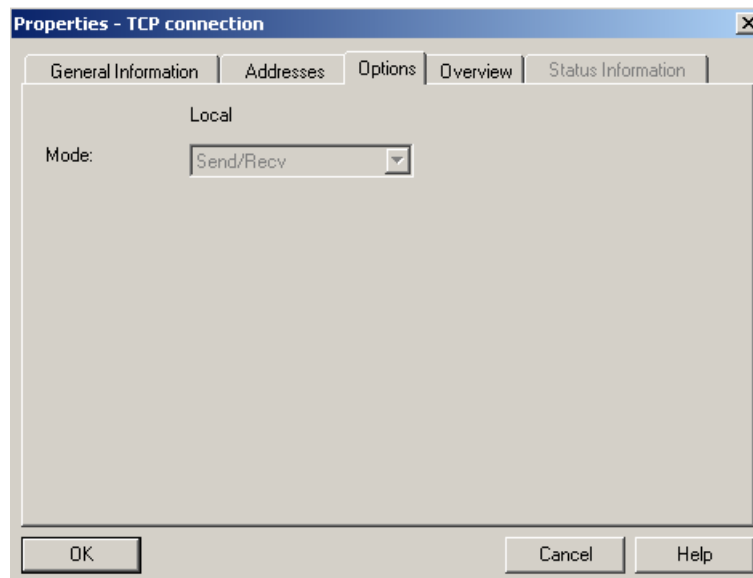 Properties - TCP connection
General Information Addresses Options Overview Status Information
Local
Mode: Send/Recv
OK Cancel Help